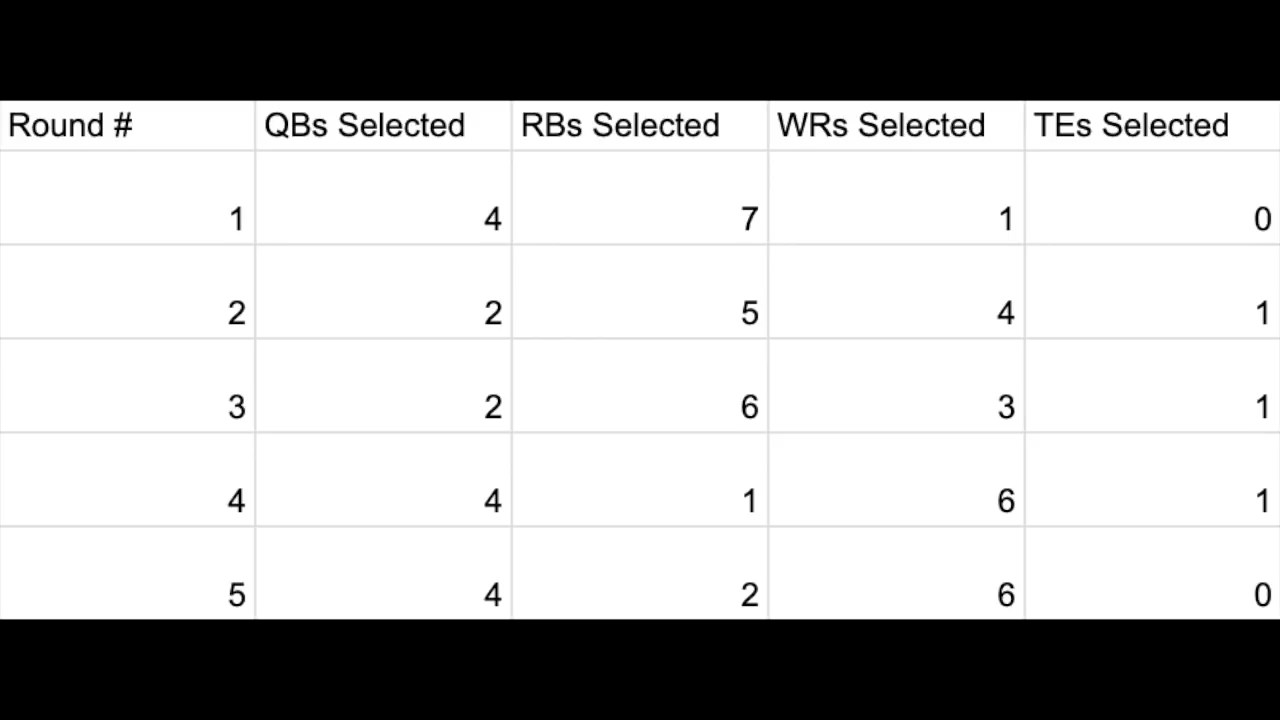 Round # QBs Selected RBs Selected WRs Selected TEs Selected
1 4 7 1 0
2 2 5 4 1
3 2 6 3 1
4 4 1 6 1
5 4 2 6 0